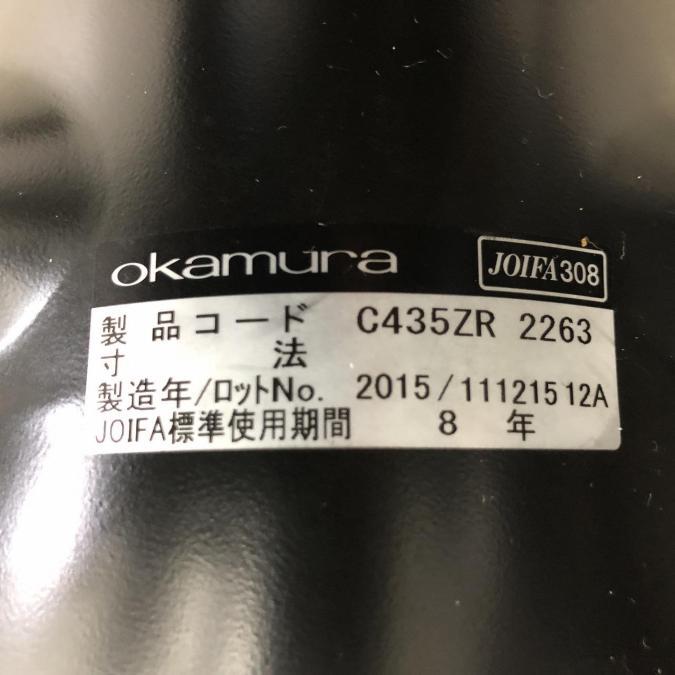 okamura JOIFA308
製品コード C435ZR 2263
寸法
製造年/ロットNo. 2015/11121512A
JOIFA標準使用期間 8年